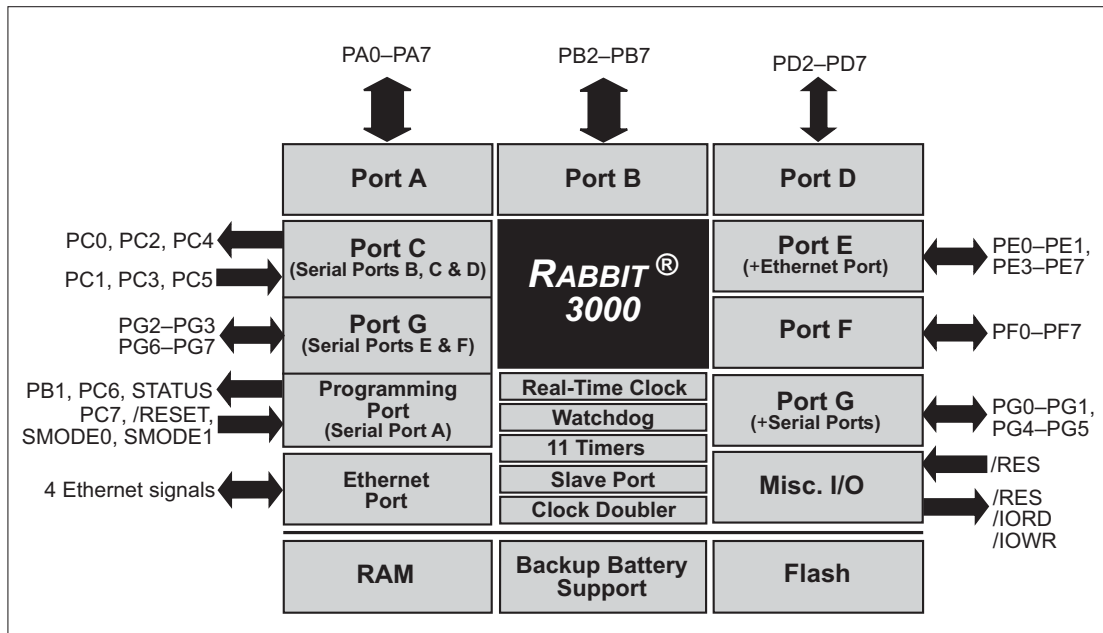 PA0–PA7
PB2–PB7
PD2–PD7
Port A
Port B
Port D
PC0, PC2, PC4
PC1, PC3, PC5
Port C
(Serial Ports B, C & D)
RABBIT ®
3000
Port E
(+Ethernet Port)
PE0–PE1,
PE3–PE7
PG2–PG3
PG6–PG7
Port G
(Serial Ports E & F)
Port F
PF0–PF7
PB1, PC6, STATUS
PC7, /RESET,
SMODE0, SMODE1
Programming
Port
(Serial Port A)
Real-Time Clock
Watchdog
11 Timers
Slave Port
Clock Doubler
Port G
(+Serial Ports)
PG0–PG1,
PG4–PG5
4 Ethernet signals
Ethernet
Port
Misc. I/O
/RES
/RES
/IORD
/IOWR
RAM
Backup Battery
Support
Flash